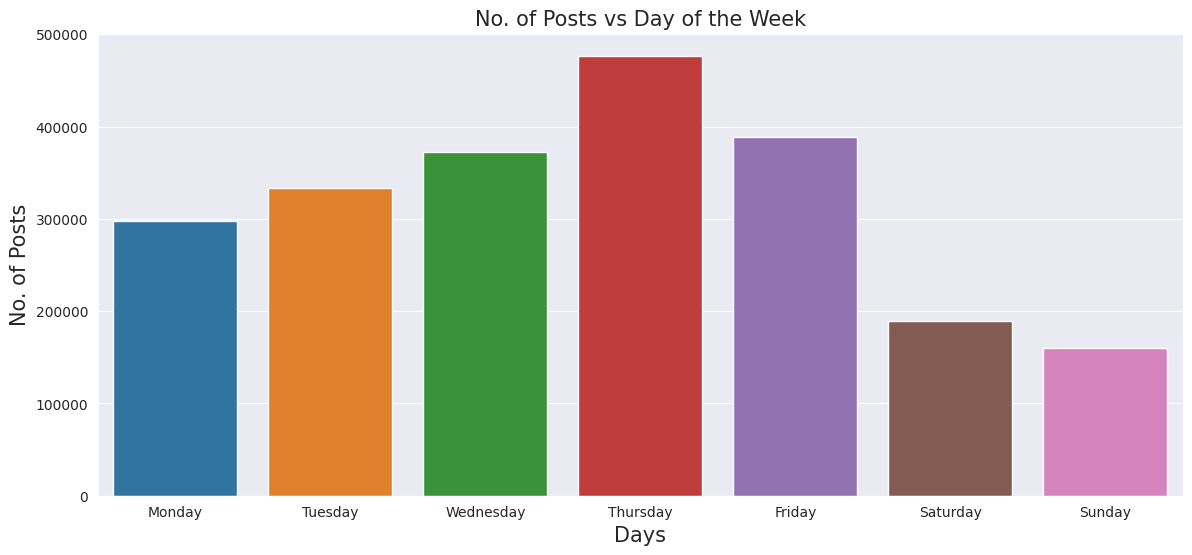 No. of Posts vs Day of the Week
No. of Posts
500000
400000
300000
200000
100000
0
Monday Tuesday Wednesday Thursday Friday Saturday Sunday
Days